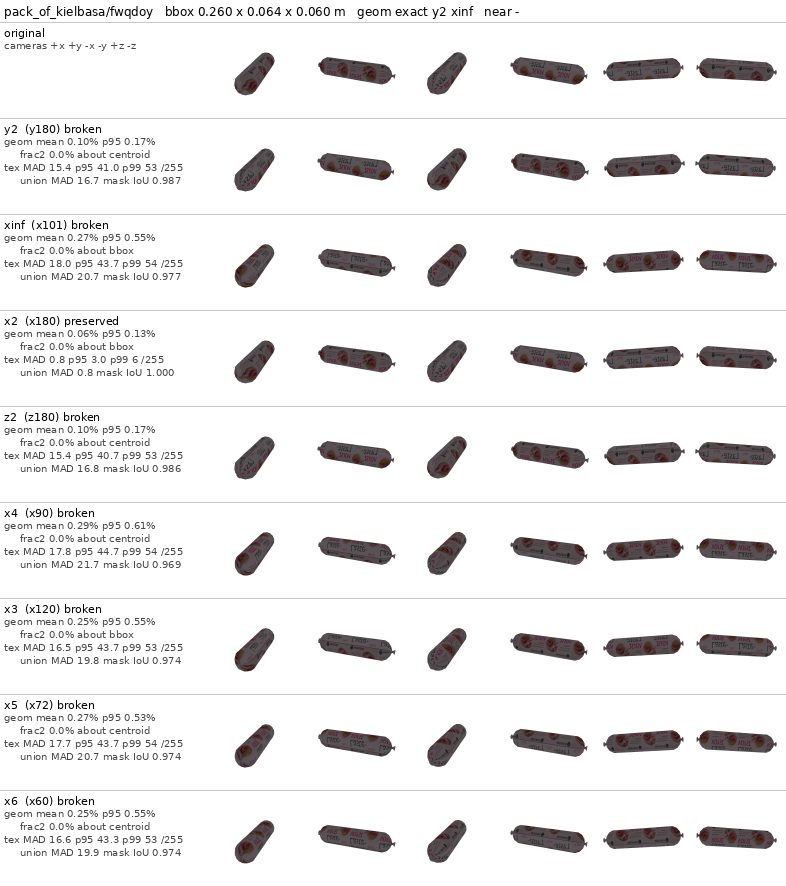 pack_of_kielbasa/fwqdoy bbox 0.260 x 0.064 x 0.060 m geom exact y2 xinf near -
original
cameras +x +y -x -y +z -z
y2 (y180) broken
geom mean 0.10% p95 0.17%
frac2 0.0% about centroid
tex MAD 15.4 p95 41.0 p99 53 /255
union MAD 16.7 mask IoU 0.987
xinf (x101) broken
geom mean 0.27% p95 0.55%
frac2 0.0% about bbox
tex MAD 18.0 p95 43.7 p99 54 /255
union MAD 20.7 mask IoU 0.977
x2 (x180) preserved
geom mean 0.06% p95 0.13%
frac2 0.0% about bbox
tex MAD 0.8 p95 3.0 p99 6 /255
union MAD 0.8 mask IoU 1.000
z2 (z180) broken
geom mean 0.10% p95 0.17%
frac2 0.0% about centroid
tex MAD 15.4 p95 40.7 p99 53 /255
union MAD 16.8 mask IoU 0.986
x4 (x90) broken
geom mean 0.29% p95 0.61%
frac2 0.0% about centroid
tex MAD 17.8 p95 44.7 p99 54 /255
union MAD 21.7 mask IoU 0.969
x3 (x120) broken
geom mean 0.25% p95 0.55%
frac2 0.0% about bbox
tex MAD 16.5 p95 43.7 p99 53 /255
union MAD 19.8 mask IoU 0.974
x5 (x72) broken
geom mean 0.27% p95 0.53%
frac2 0.0% about centroid
tex MAD 17.7 p95 43.7 p99 54 /255
union MAD 20.7 mask IoU 0.974
x6 (x60) broken
geom mean 0.25% p95 0.55%
frac2 0.0% about centroid
tex MAD 16.6 p95 43.3 p99 53 /255
union MAD 19.9 mask IoU 0.974